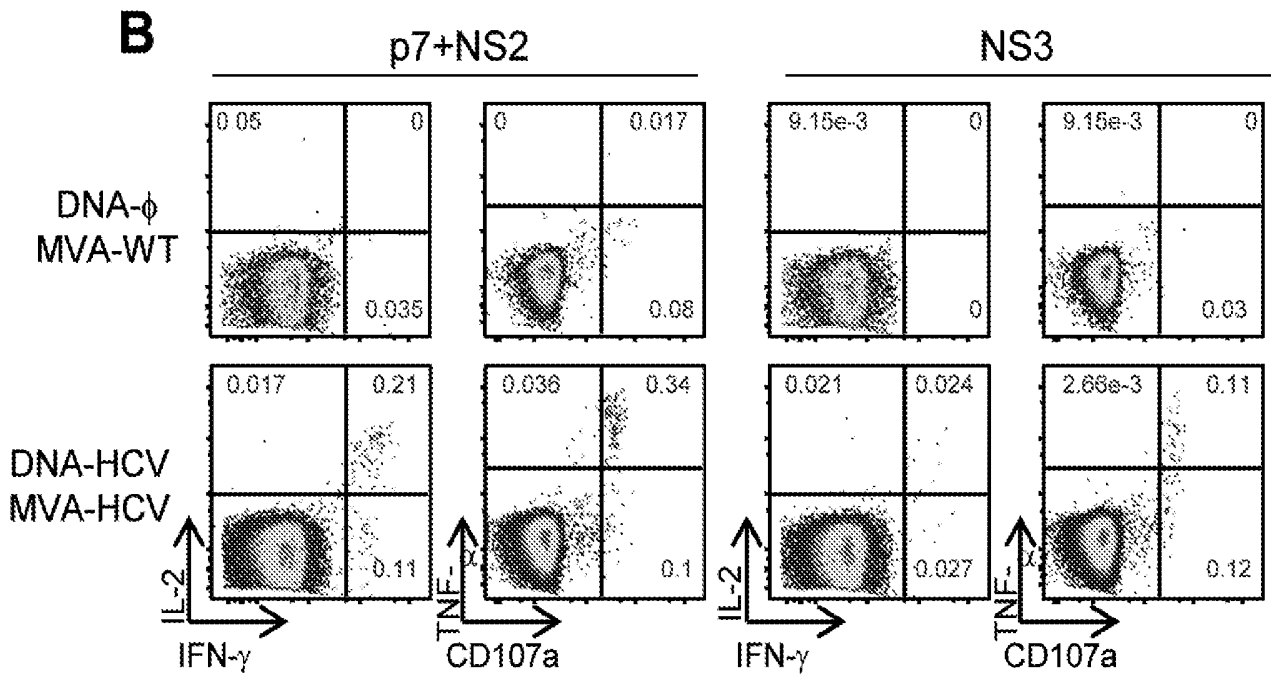 B
p7+NS2
NS3
DNA-ϕ
MVA-WT
0.05
0
0.035
0
0.017
0.08
9.15e-3
0
0
9.15e-3
0
0.03
DNA-HCV
MVA-HCV
0.017
0.21
0.11
0.036
0.34
0.1
0.021
0.024
0.027
2.66e-3
0.11
0.12
IL-2
IFN-γ
TNF-χ
CD107a
IL-2
IFN-γ
TNF-χ
CD107a